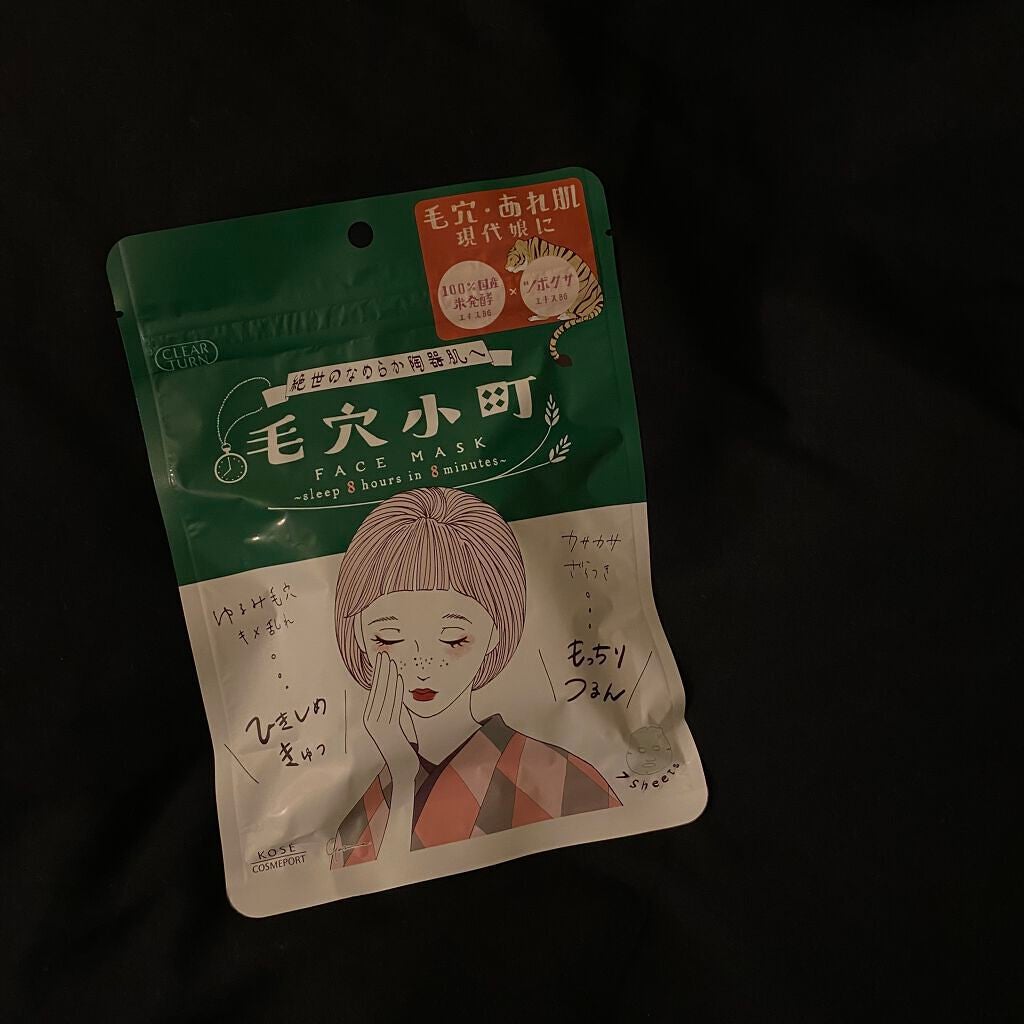 毛穴・あれ肌
現代娘に
100%国産
米発酵
エキスBG
×
ツボクサ
エキスBG
CLEAR
TURN
絶世のなめらか陶器肌へ
毛穴小町
FACE MASK
~sleep 8 hours in 8 minutes~
カサカサ
ざらつき
もっちり
つるん
ゆるみ毛穴
キメ乱れ
ひきしめ
きゅっ
7 sheets
KOSE
COSMEPORT